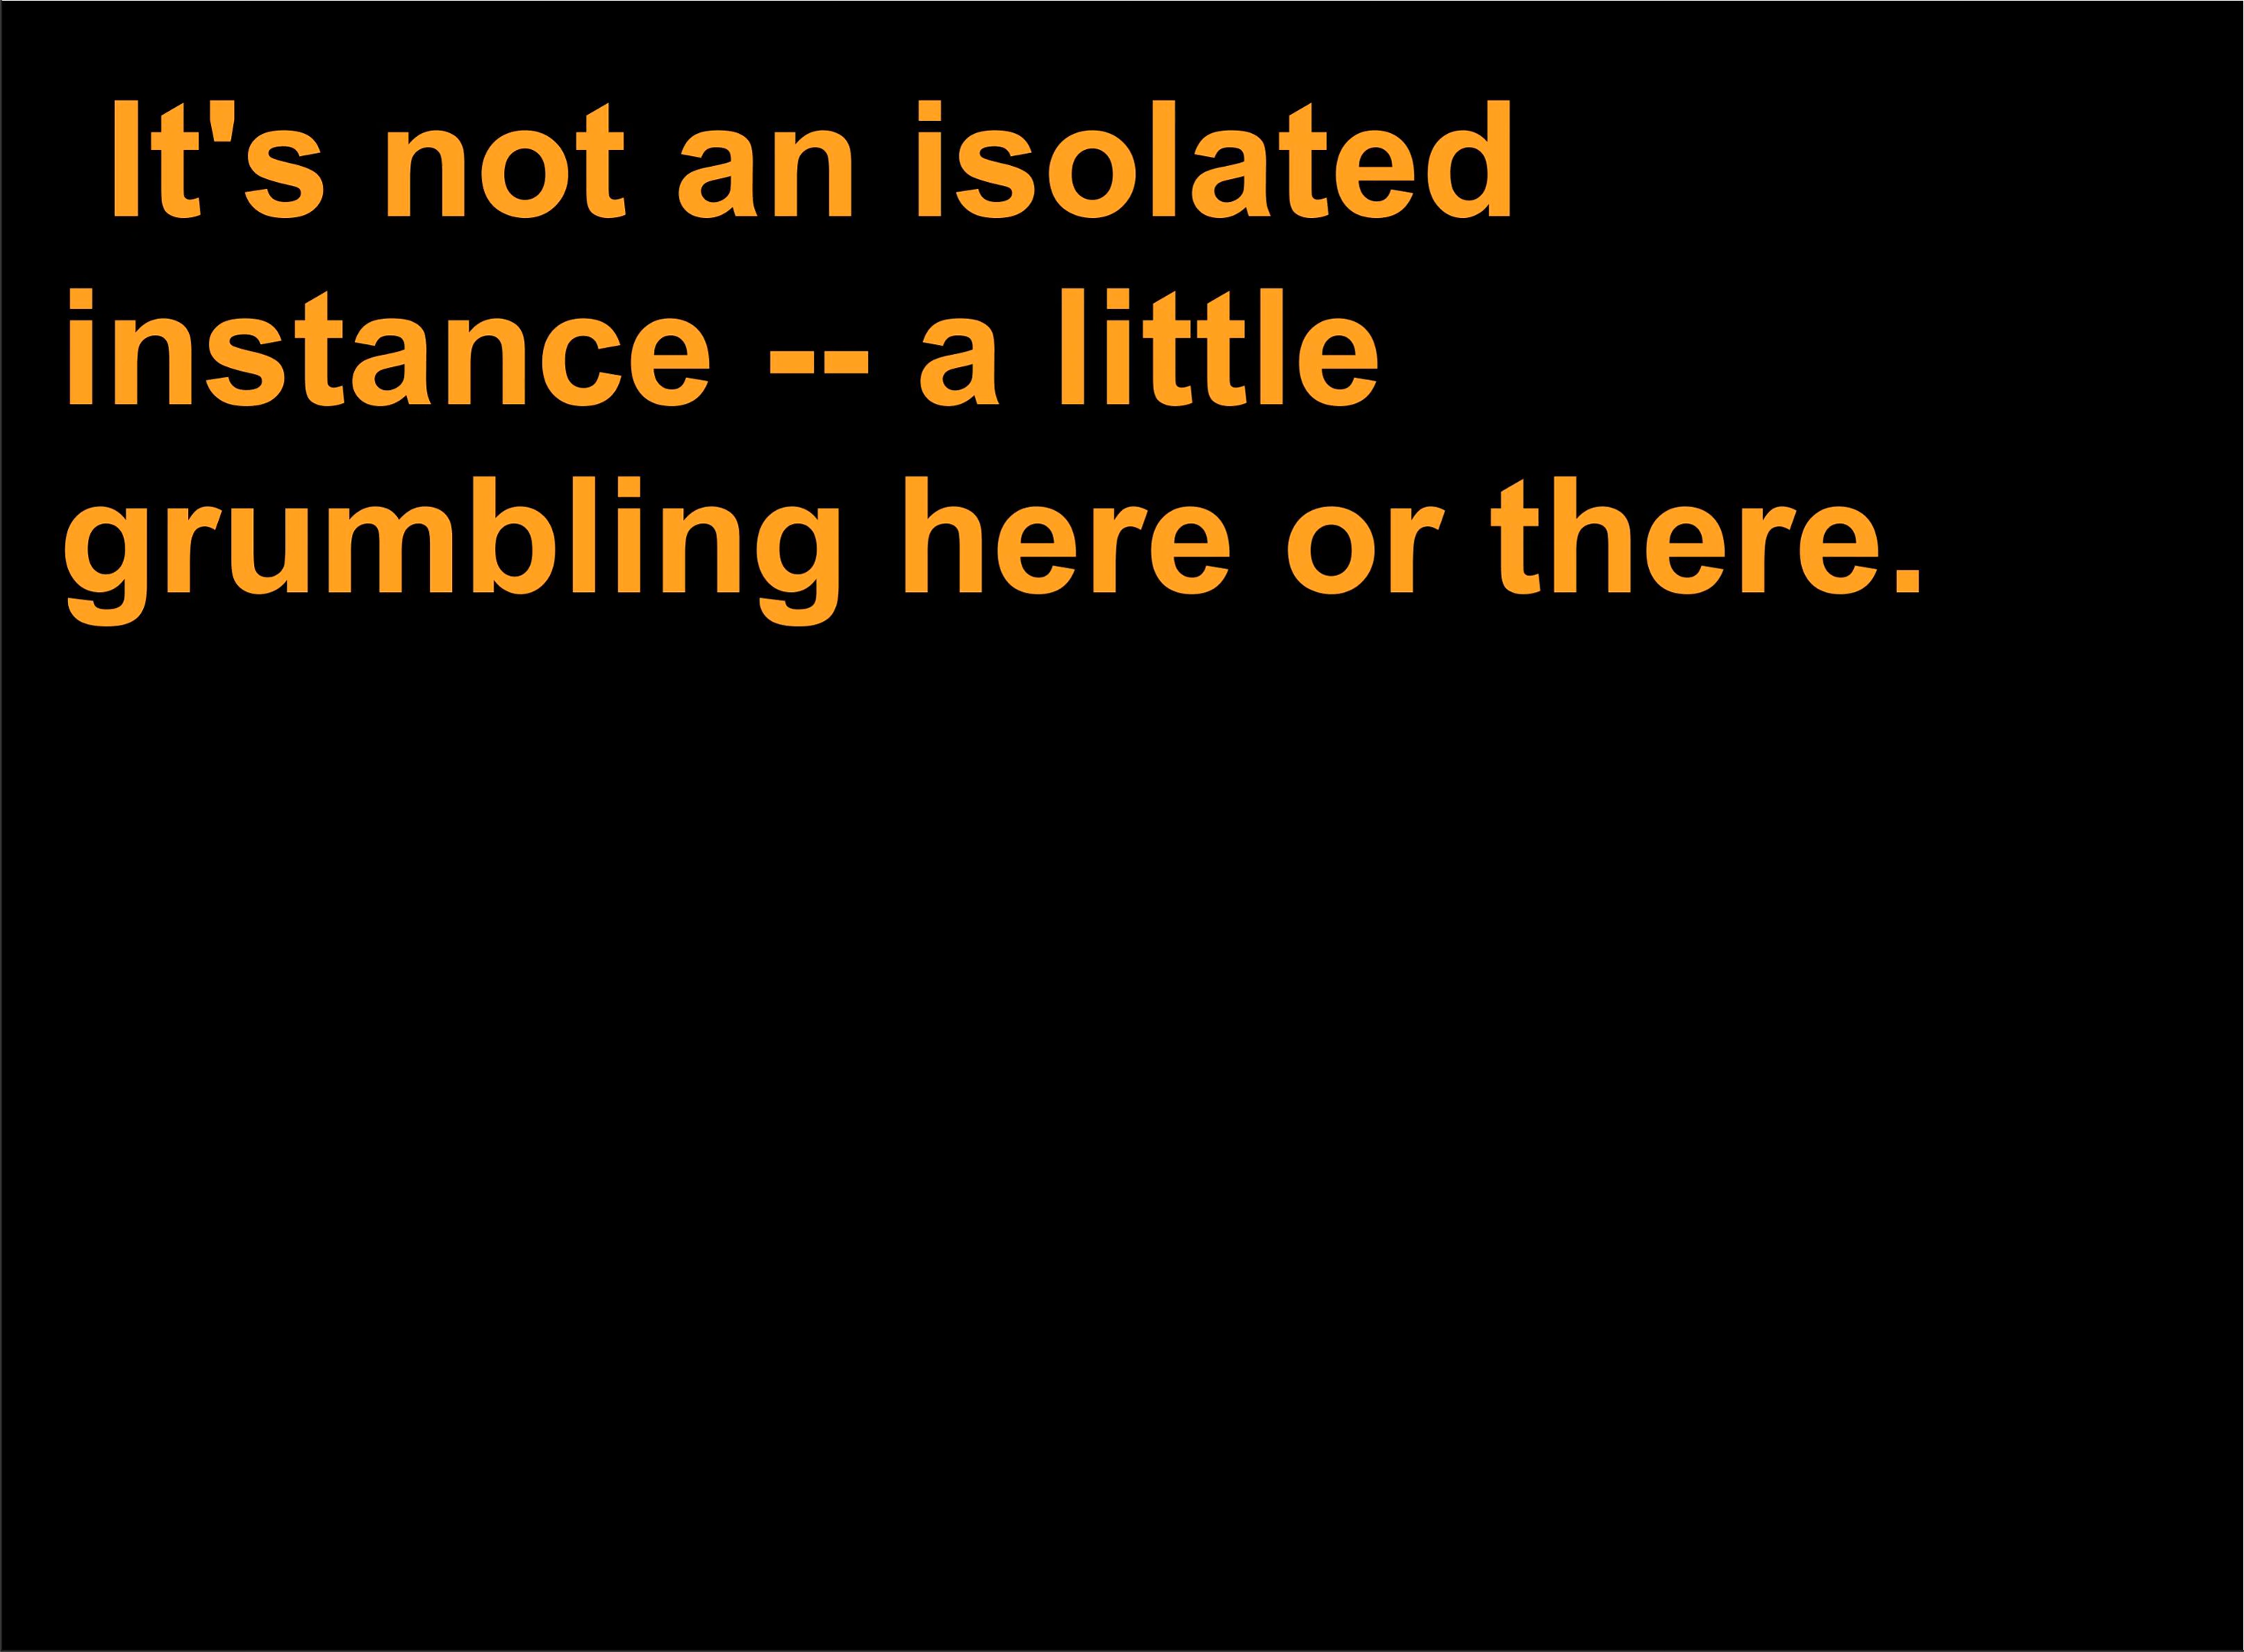 It's not an isolated
instance -- a little
grumbling here or there.